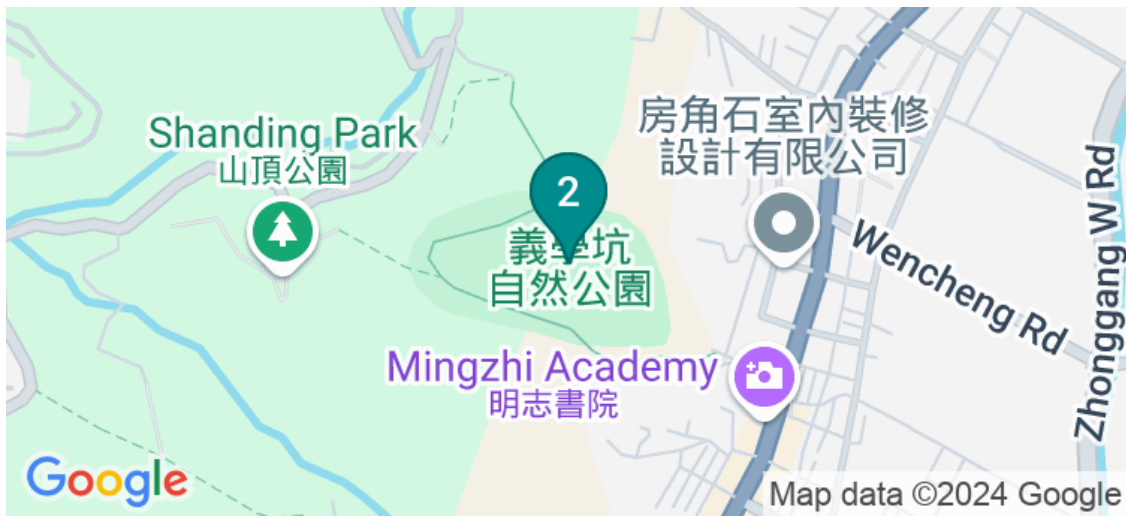 Shanding Park
山頂公園
房角石室內裝修
設計有限公司
2
義學坑
自然公園
Wencheng Rd
Zhonggang W Rd
Mingzhi Academy
明志書院
Google
Map data ©2024 Google